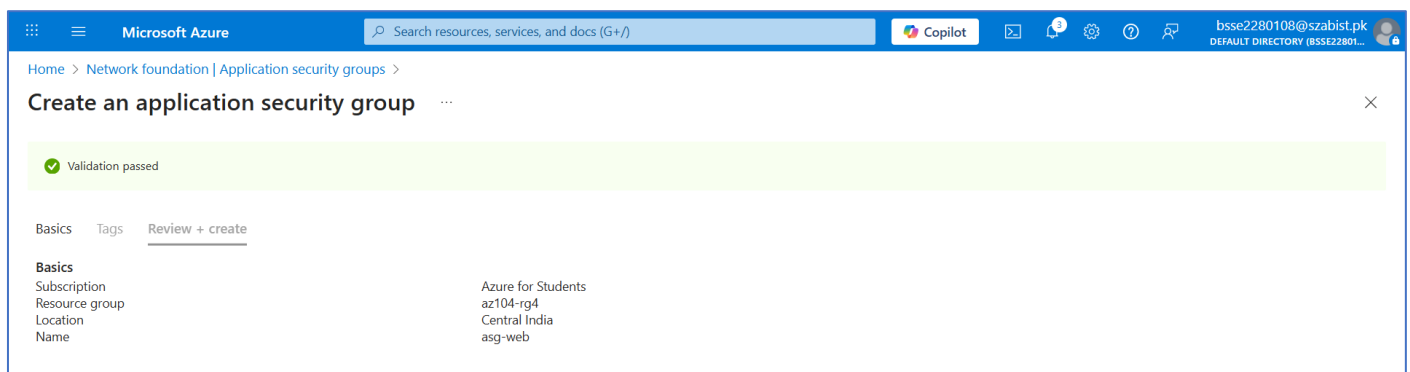 Microsoft Azure
Search resources, services, and docs (G+/)
Copilot
3
bsse2280108@szabist.pk
DEFAULT DIRECTORY (BSSE22801...
Home > Network foundation | Application security groups >
Create an application security group ...
Validation passed
Basics Tags Review + create
Basics
Subscription Azure for Students
Resource group az104-rg4
Location Central India
Name asg-web